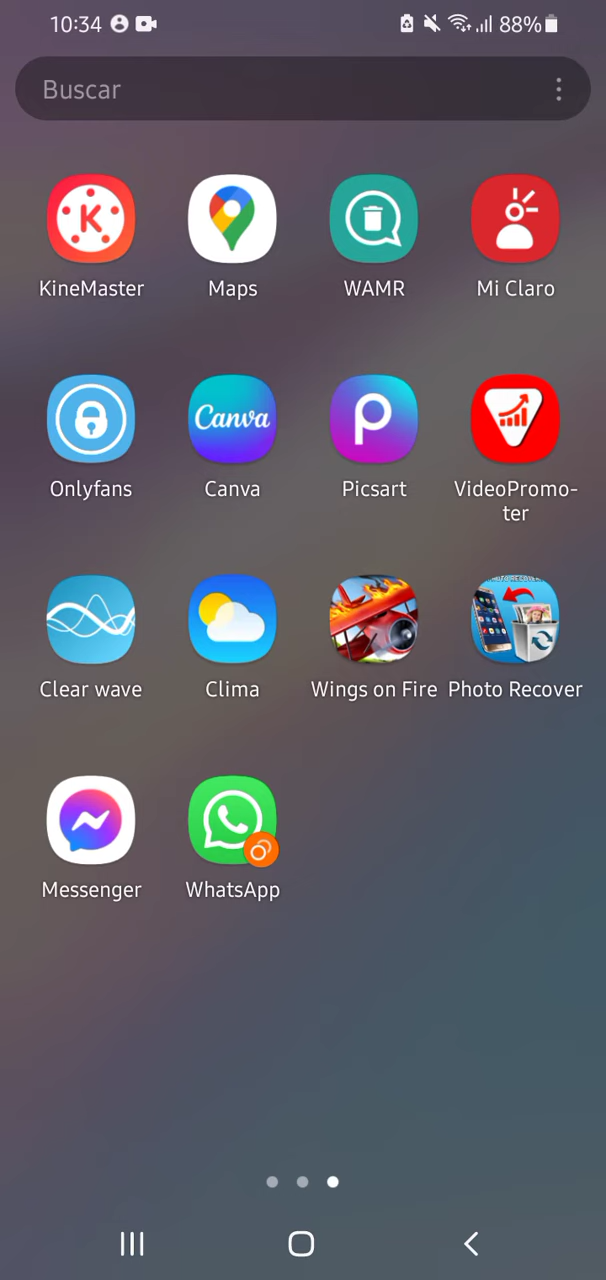 10:34 88%
Buscar
KineMaster Maps WAMR Mi Claro
Onlyfans Canva Picsart VideoPromo-
ter
Clear wave Clima Wings on Fire Photo Recover
Messenger WhatsApp
K
Canva